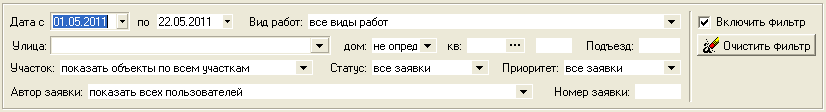 Дата с 01.05.2011 по 22.05.2011 Вид работ: все виды работ Включить фильтр
Улица: дом: не опред кв: ... Подъезд: Очистить фильтр
Участок: показать объекты по всем участкам Статус: все заявки Приоритет: все заявки
Автор заявки: показать всех пользователей Номер заявки: